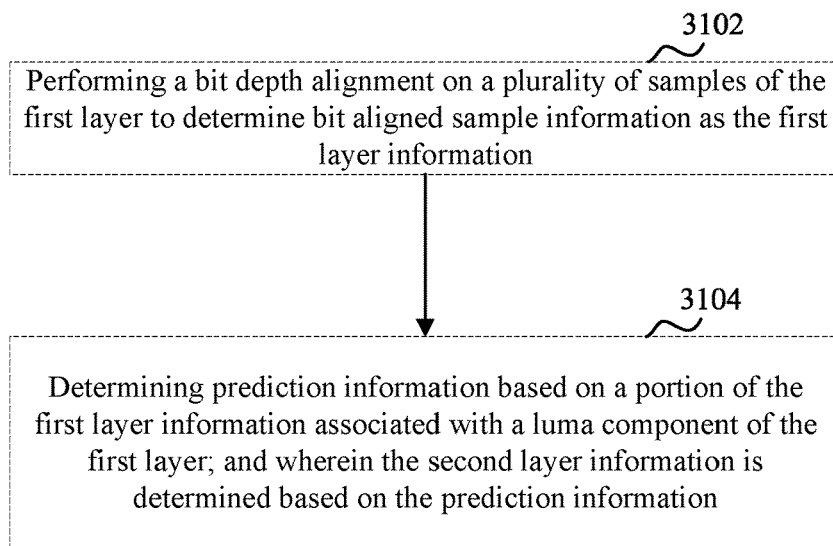 3102
Performing a bit depth alignment on a plurality of samples of the
first layer to determine bit aligned sample information as the first
layer information
3104
Determining prediction information based on a portion of the
first layer information associated with a luma component of the
first layer; and wherein the second layer information is
determined based on the prediction information